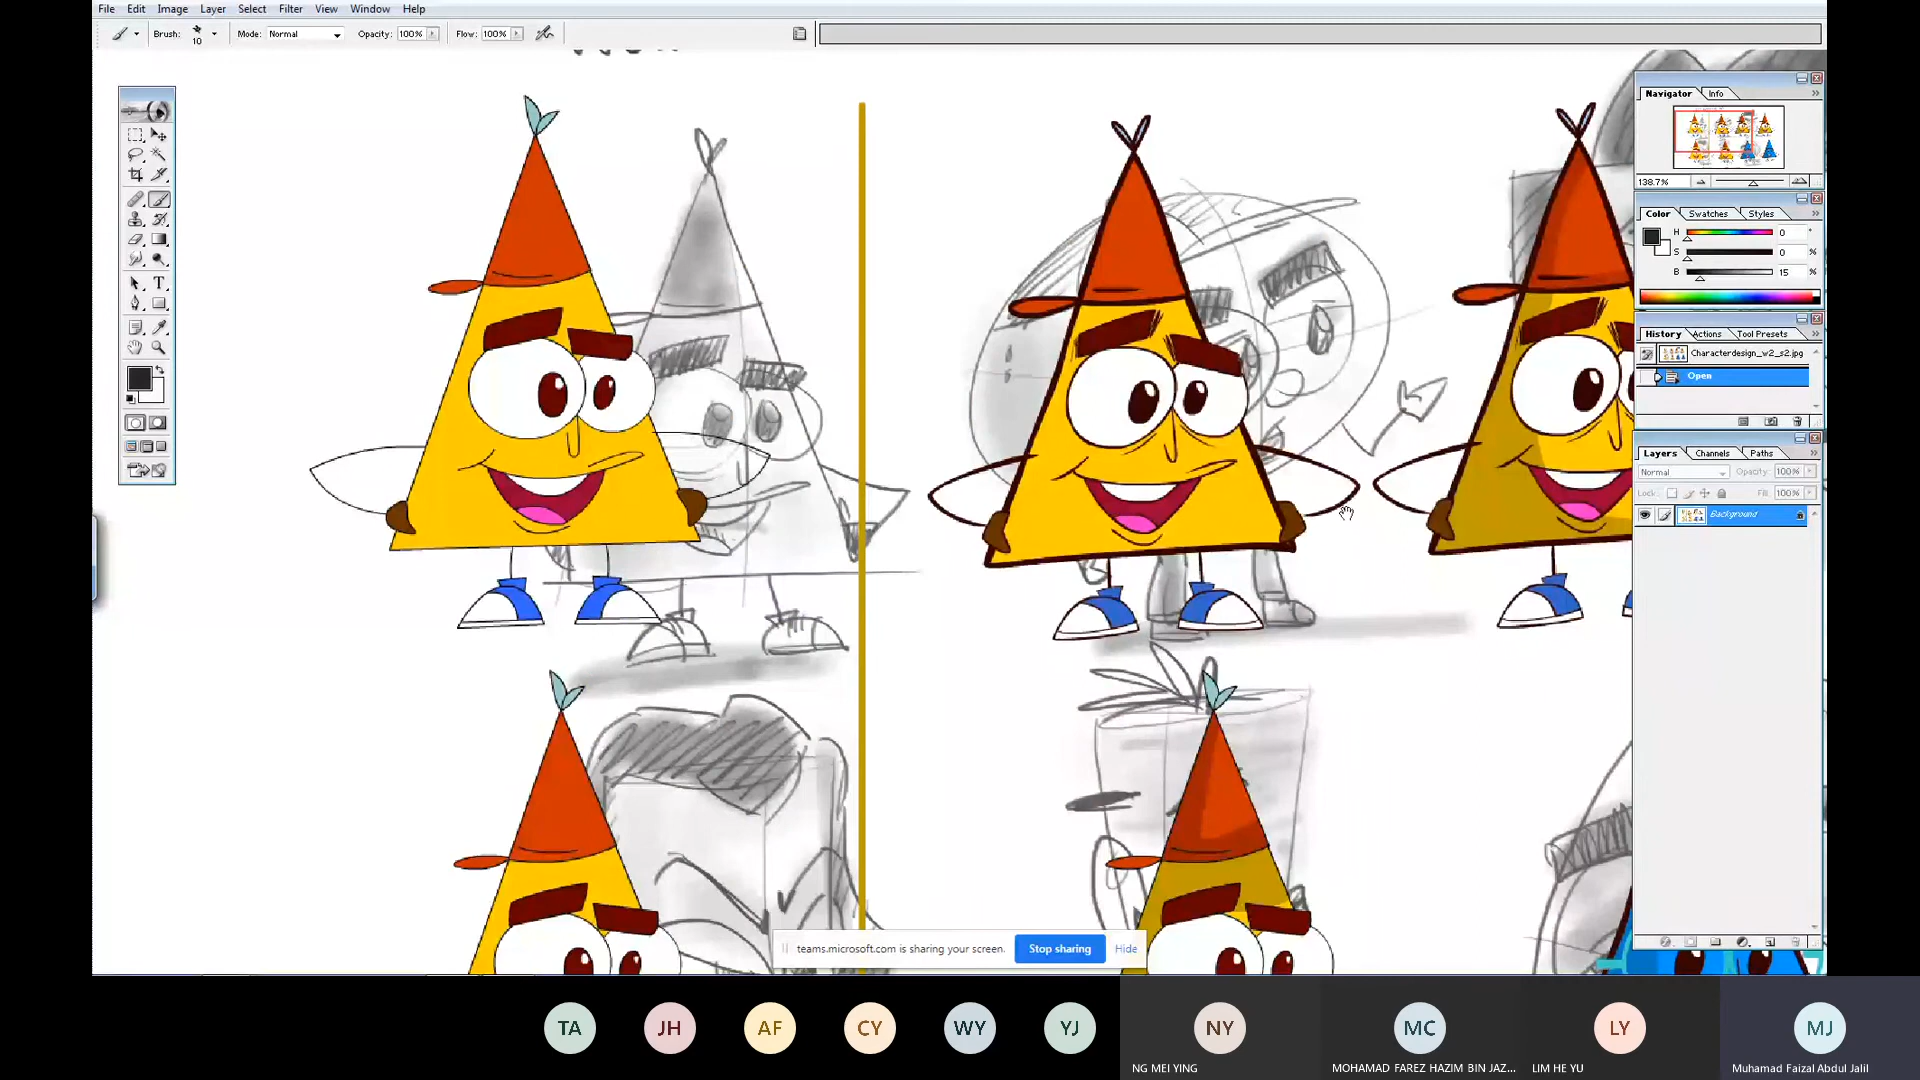 File Edit Image Layer Select Filter View Window Help
Brush: 10 Mode: Normal Opacity: 100% Flow: 100%
Navigator Info
138.7%
Color Swatches Styles
H 0 °
S 0 %
B 15 %
History Actions Tool Presets
Characterdesign_w2_s2.jpg
Open
Layers Channels Paths
Normal Opacity: 100%
Lock: Fill: 100%
Background
teams.microsoft.com is sharing your screen. Stop sharing Hide
TA JH AF CY WY YJ NY MC LY MJ
NG MEI YING MOHAMAD FAREZ HAZIM BIN JAZ... LIM HE YU Muhamad Faizal Abdul Jalil